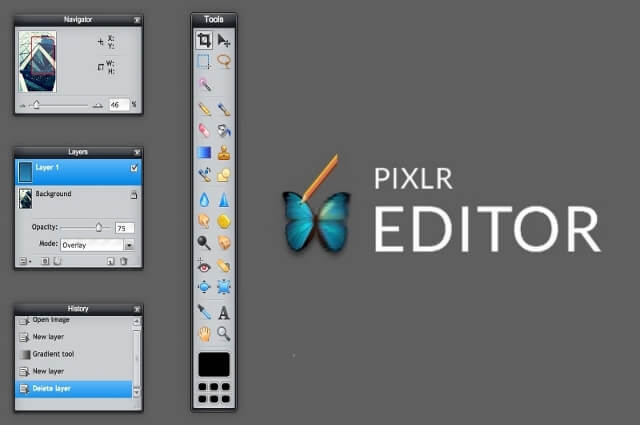 Navigator
X:
Y:
W:
H:
46 %
Layers
Layer 1
Background
Opacity: 75
Mode: Overlay
History
Open image
New layer
Gradient tool
New layer
Delete layer
Tools
A
PIXLR
EDITOR